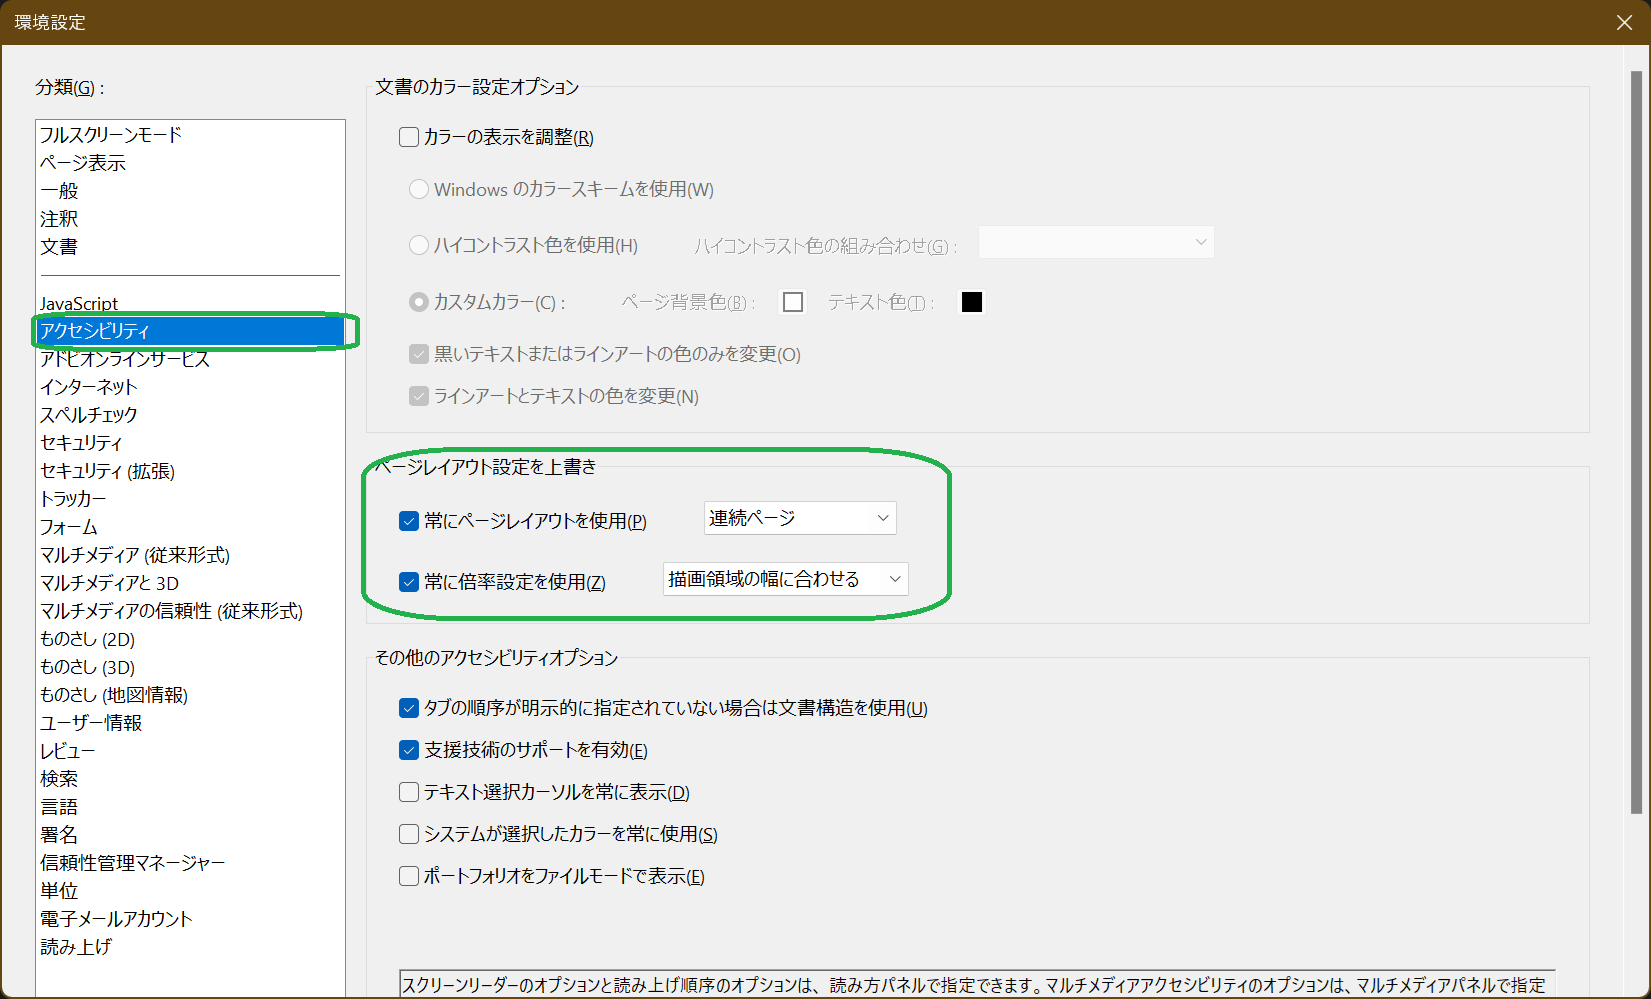 環境設定
分類(G) :
フルスクリーンモード
ページ表示
一般
注釈
文書
JavaScript
アクセシビリティ
アドビオンラインサービス
インターネット
スペルチェック
セキュリティ
セキュリティ (拡張)
トラッカー
フォーム
マルチメディア (従来形式)
マルチメディアと 3D
マルチメディアの信頼性 (従来形式)
ものさし (2D)
ものさし (3D)
ものさし (地図情報)
ユーザー情報
レビュー
検索
言語
署名
信頼性管理マネージャー
単位
電子メールアカウント
読み上げ
文書のカラー設定オプション
カラーの表示を調整(R)
Windows のカラースキームを使用(W)
ハイコントラスト色を使用(H) ハイコントラスト色の組み合わせ(G) :
カスタムカラー(C) : ページ背景色(B) : テキスト色(T) :
黒いテキストまたはラインアートの色のみを変更(O)
ラインアートとテキストの色を変更(N)
ページレイアウト設定を上書き
常にページレイアウトを使用(P) 連続ページ
常に倍率設定を使用(Z) 描画領域の幅に合わせる
その他のアクセシビリティオプション
タブの順序が明示的に指定されていない場合は文書構造を使用(U)
支援技術のサポートを有効(E)
テキスト選択カーソルを常に表示(D)
システムが選択したカラーを常に使用(S)
ポートフォリオをファイルモードで表示(E)
スクリーンリーダーのオプションと読み上げ順序のオプションは、読み方パネルで指定できます。マルチメディアアクセシビリティのオプションは、マルチメディアパネルで指定